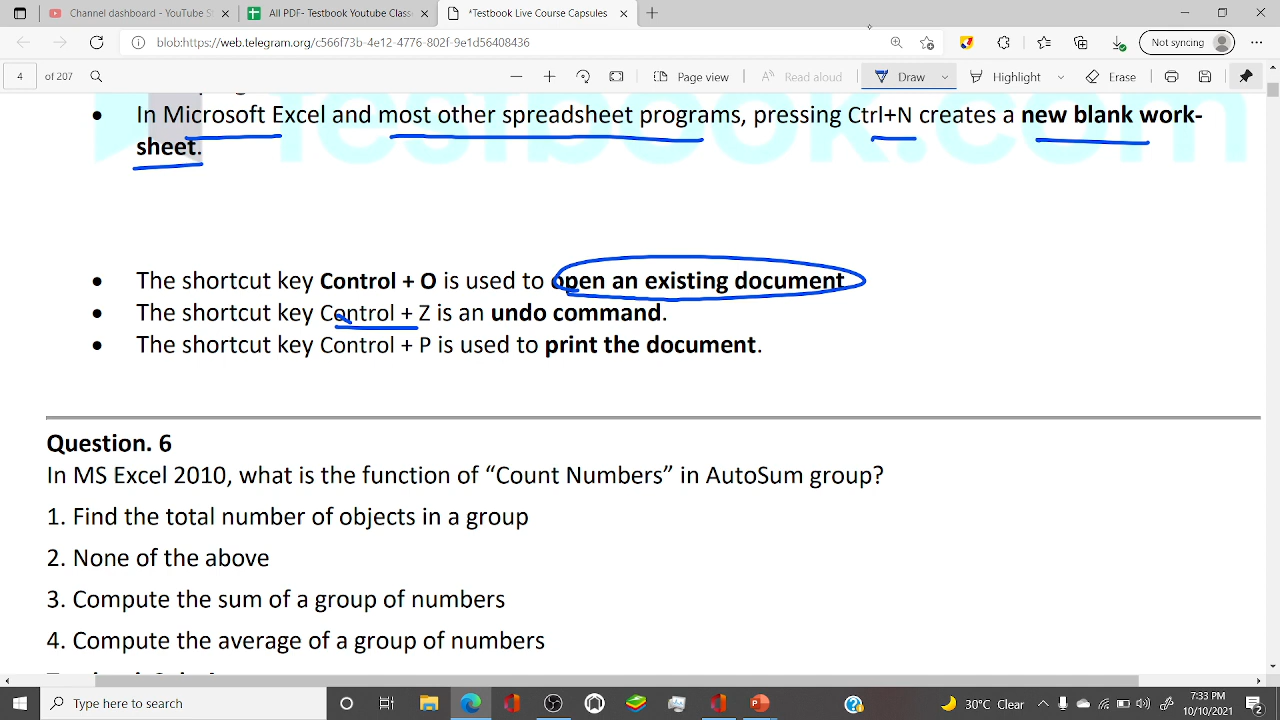 Channel dashboard - YouTube S
All PDF- Testbook Youtube Class
*Testbook Live Course Capsules
blob:https://web.telegram.org/c566f73b-4e12-4776-802f-9e1d56408436
Not syncing
4 of 207
Page view
Read aloud
Draw
Highlight
Erase
• In Microsoft Excel and most other spreadsheet programs, pressing Ctrl+N creates a new blank work-
sheet.
• The shortcut key Control + O is used to open an existing document
• The shortcut key Control + Z is an undo command.
• The shortcut key Control + P is used to print the document.
Question. 6
In MS Excel 2010, what is the function of “Count Numbers” in AutoSum group?
1. Find the total number of objects in a group
2. None of the above
3. Compute the sum of a group of numbers
4. Compute the average of a group of numbers
Type here to search
30°C Clear
7:33 PM
10/10/2021
2